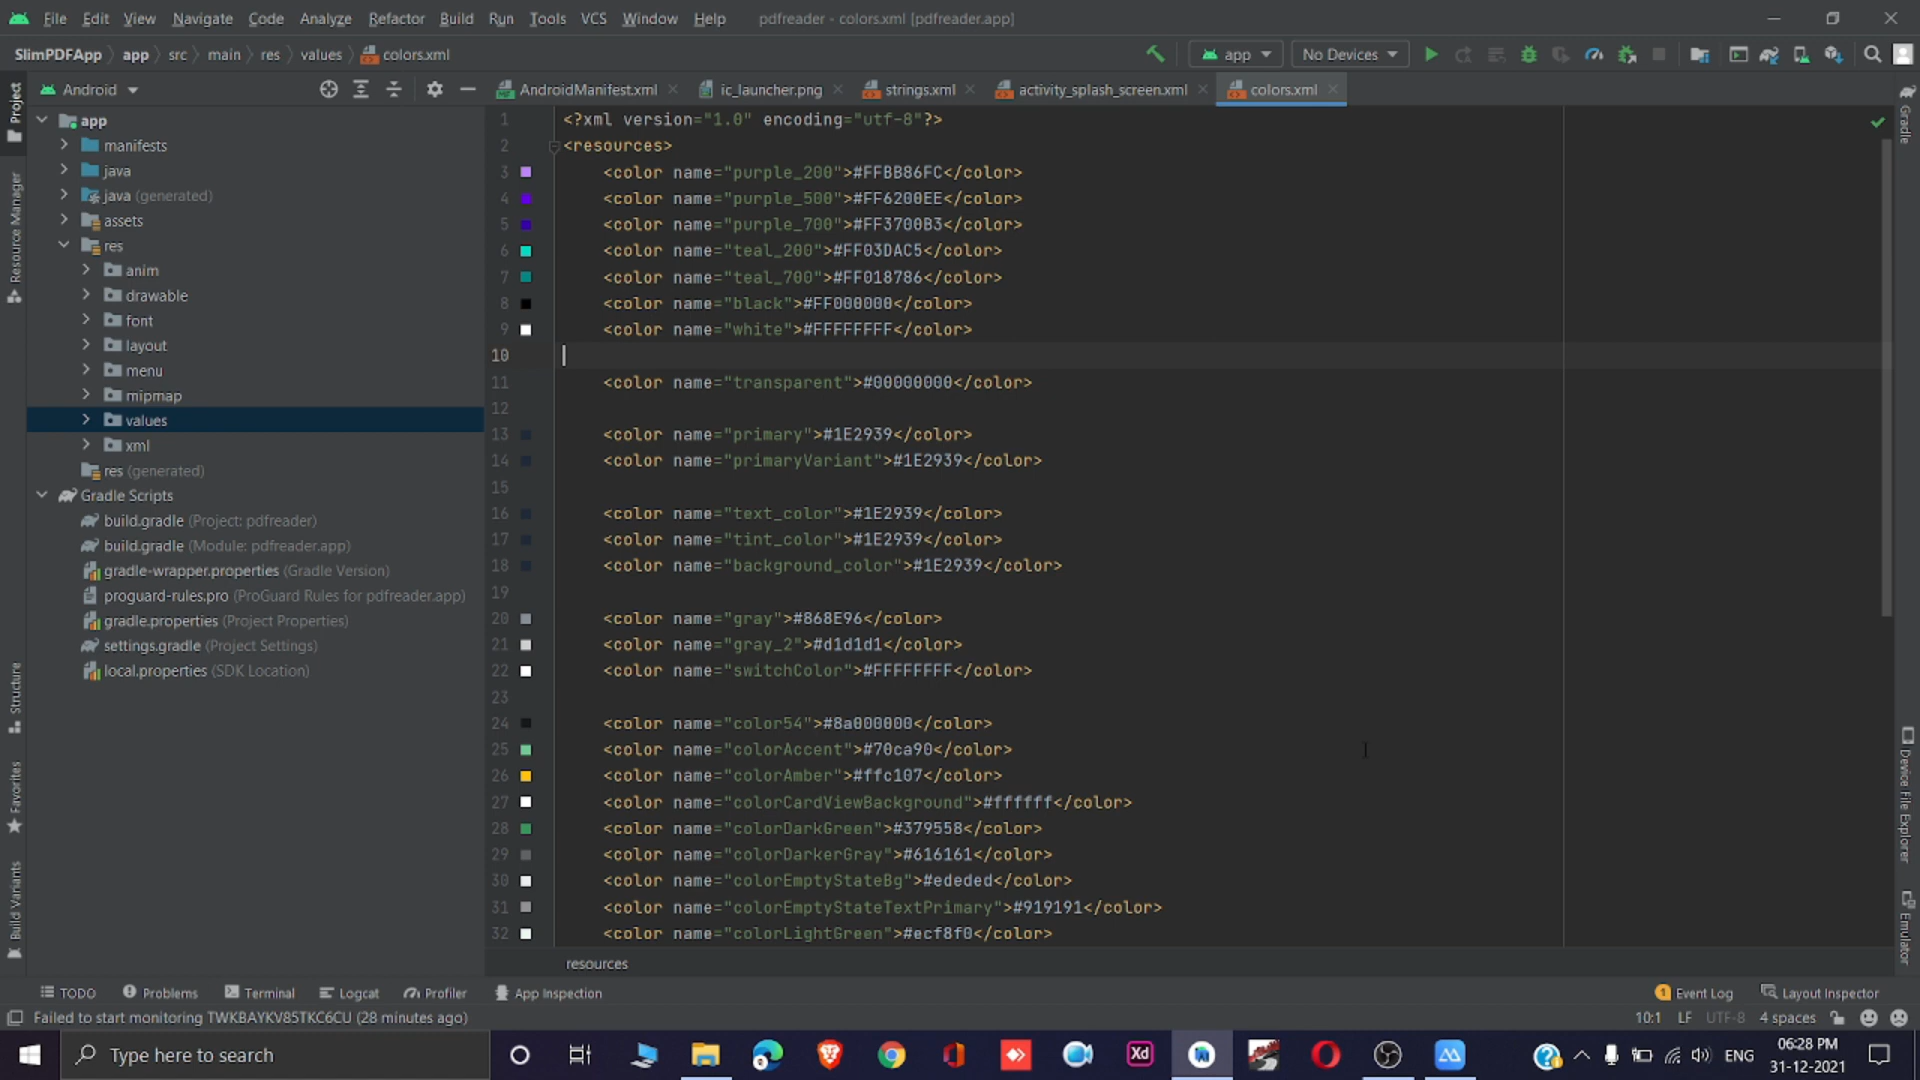 File Edit View Navigate Code Analyze Refactor Build Run Tools VCS Window Help pdfreader - colors.xml [pdfreader.app]
SlimPDFApp app src main res values colors.xml app No Devices
Android AndroidManifest.xml ic_launcher.png strings.xml activity_splash_screen.xml colors.xml
Project
Resource Manager
Structure
Favorites
Build Variants
app
manifests
java
java (generated)
assets
res
anim
drawable
font
layout
menu
mipmap
values
xml
res (generated)
Gradle Scripts
build.gradle (Project: pdfreader)
build.gradle (Module: pdfreader.app)
gradle-wrapper.properties (Gradle Version)
proguard-rules.pro (ProGuard Rules for pdfreader.app)
gradle.properties (Project Properties)
settings.gradle (Project Settings)
local.properties (SDK Location)
1 <?xml version="1.0" encoding="utf-8"?>
2 <resources>
3 <color name="purple_200">#FFBB86FC</color>
4 <color name="purple_500">#FF6200EE</color>
5 <color name="purple_700">#FF3700B3</color>
6 <color name="teal_200">#FF03DAC5</color>
7 <color name="teal_700">#FF018786</color>
8 <color name="black">#FF000000</color>
9 <color name="white">#FFFFFFFF</color>
10
11 <color name="transparent">#00000000</color>
12
13 <color name="primary">#1E2939</color>
14 <color name="primaryVariant">#1E2939</color>
15
16 <color name="text_color">#1E2939</color>
17 <color name="tint_color">#1E2939</color>
18 <color name="background_color">#1E2939</color>
19
20 <color name="gray">#868E96</color>
21 <color name="gray_2">#d1d1d1</color>
22 <color name="switchColor">#FFFFFFFF</color>
23
24 <color name="color54">#8a000000</color>
25 <color name="colorAccent">#70ca90</color>
26 <color name="colorAmber">#ffc107</color>
27 <color name="colorCardViewBackground">#ffffff</color>
28 <color name="colorDarkGreen">#379558</color>
29 <color name="colorDarkerGray">#616161</color>
30 <color name="colorEmptyStateBg">#ededed</color>
31 <color name="colorEmptyStateTextPrimary">#919191</color>
32 <color name="colorLightGreen">#ecf8f0</color>
resources
Gradle
Device File Explorer
Emulator
TODO Problems Terminal Logcat Profiler App Inspection 1 Event Log Layout Inspector
Failed to start monitoring TWKBAYKV85TKC6CU (28 minutes ago) 10:1 LF UTF-8 4 spaces
Type here to search Xd ENG 06:28 PM
31-12-2021